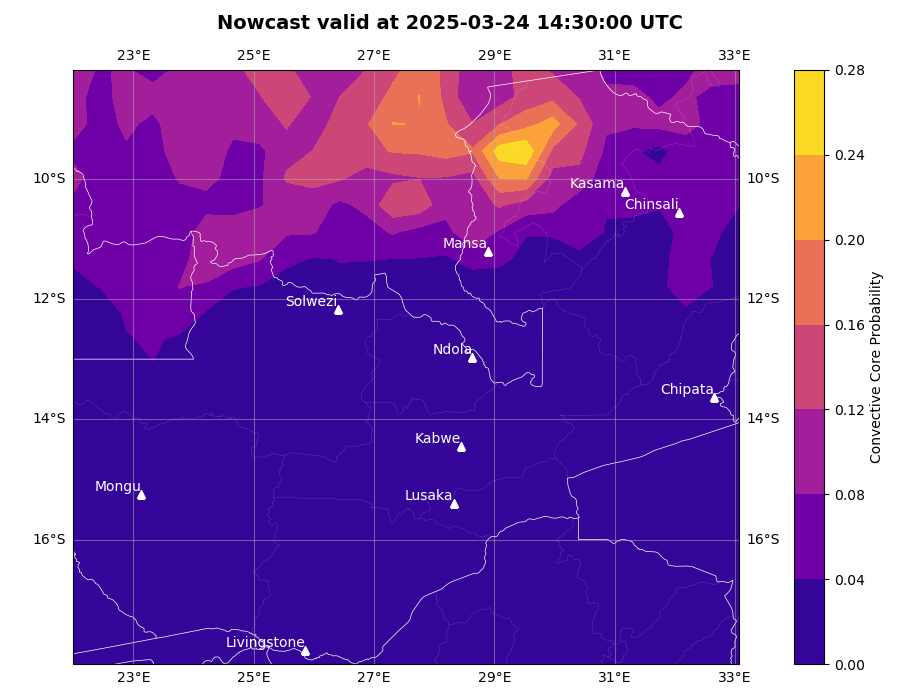 Nowcast valid at 2025-03-24 14:30:00 UTC
23°E 25°E 27°E 29°E 31°E 33°E
0.28
0.24
0.20
0.16
0.12
0.08
0.04
0.00
Convective Core Probability
10°S 10°S
12°S 12°S
14°S 14°S
16°S 16°S
Kasama
Chinsali
Mansa
Solwezi
Ndola
Chipata
Kabwe
Mongu
Lusaka
Livingstone
23°E 25°E 27°E 29°E 31°E 33°E